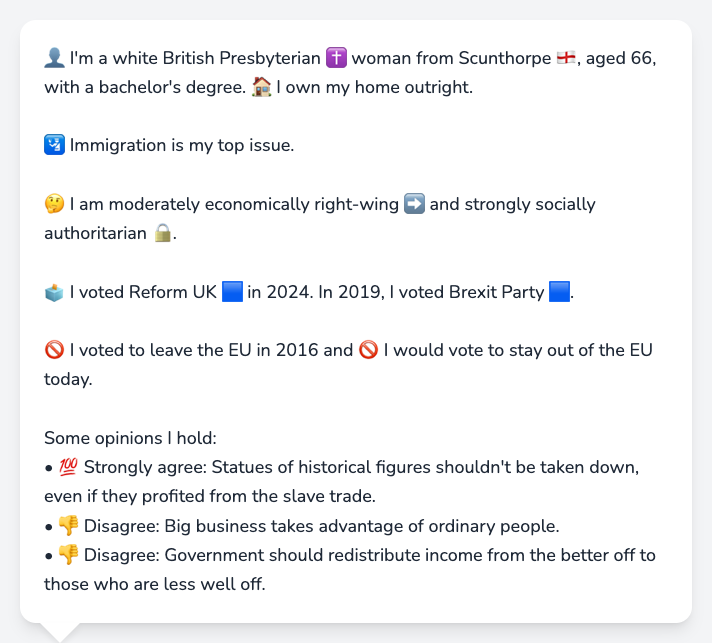 👤 I'm a white British Presbyterian ✝️ woman from Scunthorpe 🏴󠁧󠁢󠁥󠁮󠁧󠁿, aged 66,
with a bachelor's degree. 🏠 I own my home outright.
🛂 Immigration is my top issue.
🤔 I am moderately economically right-wing ➡️ and strongly socially
authoritarian 🔒.
🗳️ I voted Reform UK 🟦 in 2024. In 2019, I voted Brexit Party 🟦.
🚫 I voted to leave the EU in 2016 and 🚫 I would vote to stay out of the EU
today.
Some opinions I hold:
• 💯 Strongly agree: Statues of historical figures shouldn't be taken down,
even if they profited from the slave trade.
• 👎 Disagree: Big business takes advantage of ordinary people.
• 👎 Disagree: Government should redistribute income from the better off to
those who are less well off.